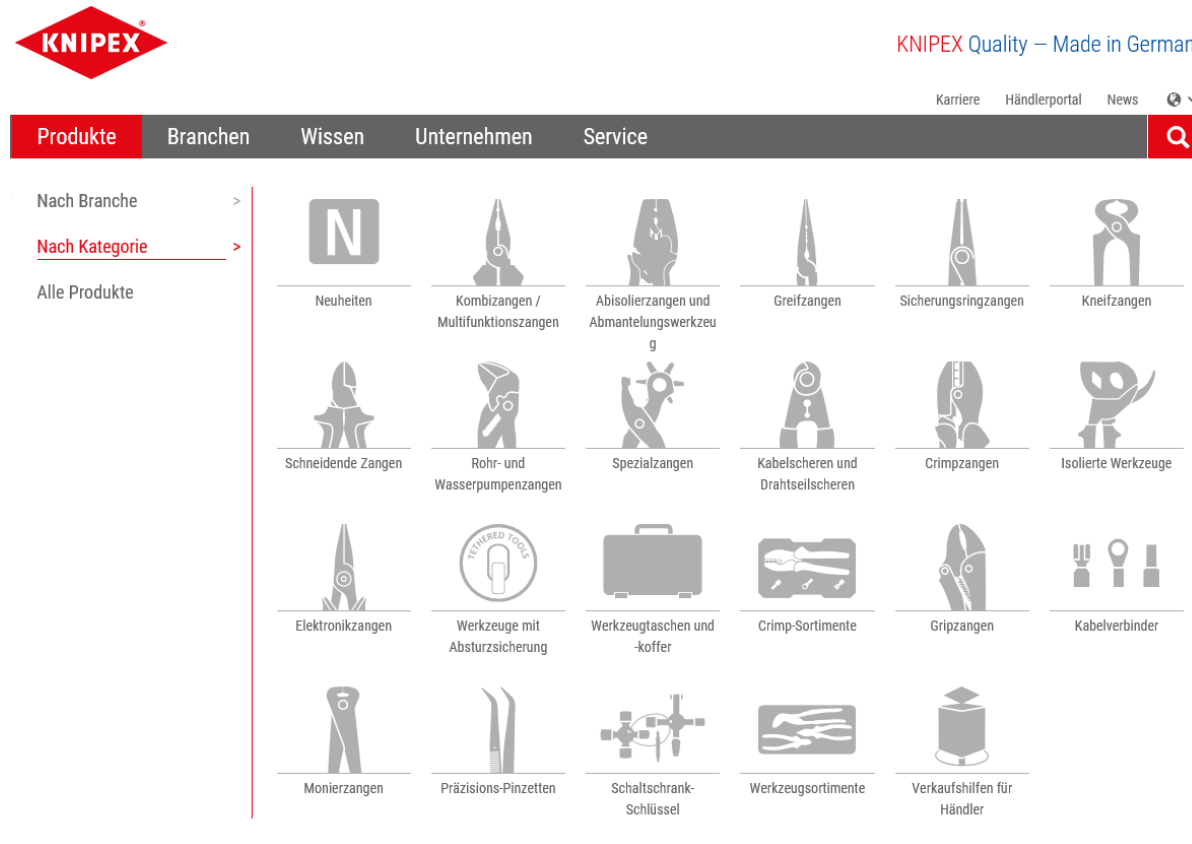 KNIPEX
KNIPEX Quality – Made in German
Karriere Händlerportal News
Produkte Branchen Wissen Unternehmen Service
Nach Branche >
Nach Kategorie >
Alle Produkte
N
Neuheiten
Kombizangen /
Multifunktionszangen
Abisolierzangen und
Abmantelungswerkzeu
g
Greifzangen
Sicherungsringzangen
Kneifzangen
Schneidende Zangen
Rohr- und
Wasserpumpenzangen
Spezialzangen
Kabelscheren und
Drahtseilscheren
Crimpzangen
Isolierte Werkzeuge
Elektronikzangen
TETHERED TOOLS
Werkzeuge mit
Absturzsicherung
Werkzeugtaschen und
-koffer
Crimp-Sortimente
Gripzangen
Kabelverbinder
Monierzangen
Präzisions-Pinzetten
Schaltschrank-
Schlüssel
Werkzeugsortimente
Verkaufshilfen für
Händler